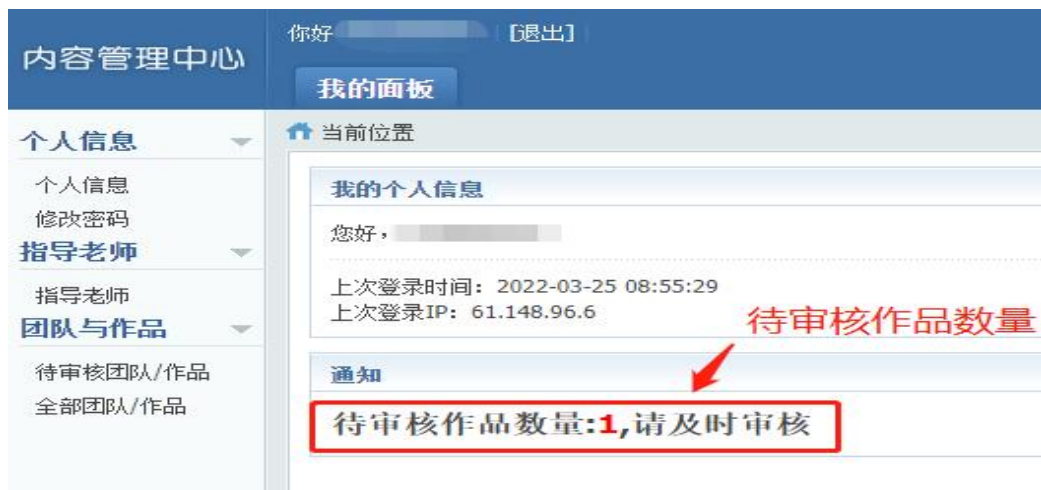 内容管理中心
你好 [退出]
我的面板
当前位置
个人信息
个人信息
修改密码
指导老师
指导老师
团队与作品
待审核团队/作品
全部团队/作品
我的个人信息
您好，
上次登录时间：2022-03-25 08:55:29
上次登录IP：61.148.96.6
待审核作品数量
通知
待审核作品数量:1,请及时审核